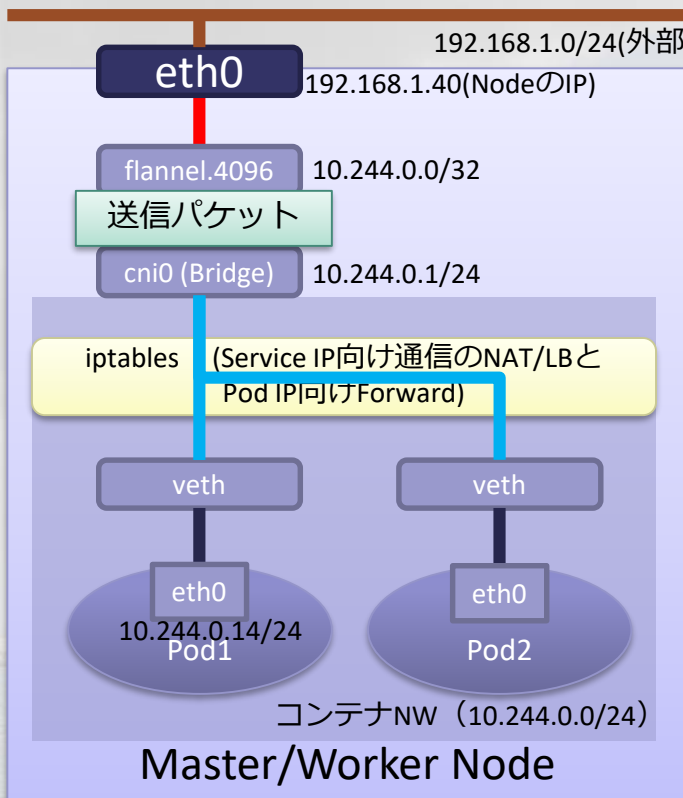 192.168.1.0/24(外部
eth0
192.168.1.40(NodeのIP)
flannel.4096
10.244.0.0/32
送信パケット
cni0 (Bridge)
10.244.0.1/24
iptables (Service IP向け通信のNAT/LBと
Pod IP向けForward)
veth
veth
eth0
eth0
10.244.0.14/24
Pod1
Pod2
コンテナNW（10.244.0.0/24）
Master/Worker Node